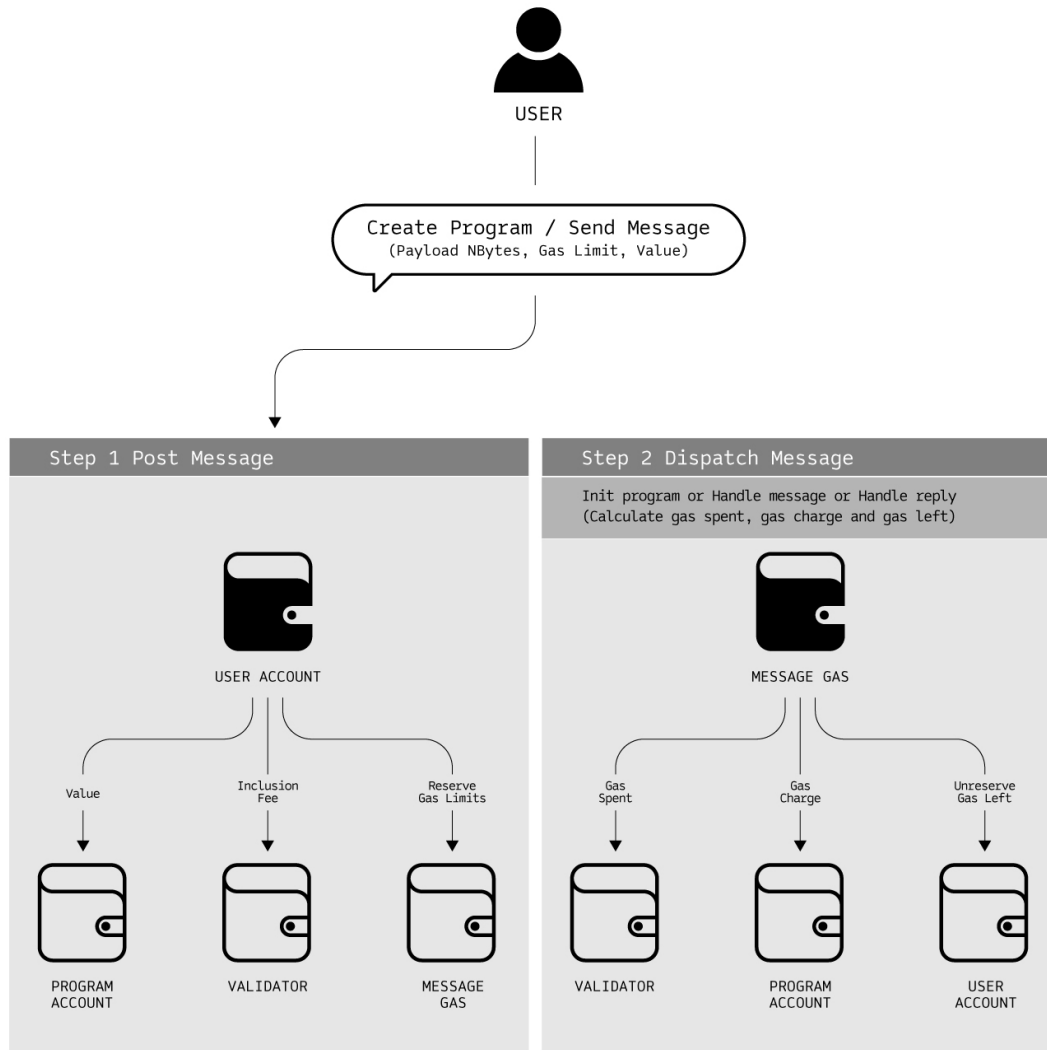 USER
Create Program / Send Message
(Payload NBytes, Gas Limit, Value)
Step 1 Post Message
USER ACCOUNT
Value
Inclusion
Fee
Reserve
Gas Limits
PROGRAM
ACCOUNT
VALIDATOR
MESSAGE
GAS
Step 2 Dispatch Message
Init program or Handle message or Handle reply
(Calculate gas spent, gas charge and gas left)
MESSAGE GAS
Gas
Spent
Gas
Charge
Unreserve
Gas Left
VALIDATOR
PROGRAM
ACCOUNT
USER
ACCOUNT